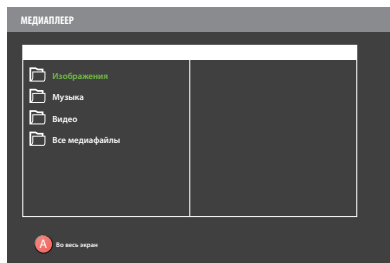 МЕДИАПЛЕЕР
Изображения
Музыка
Видео
Все медиафайлы
A Во весь экран